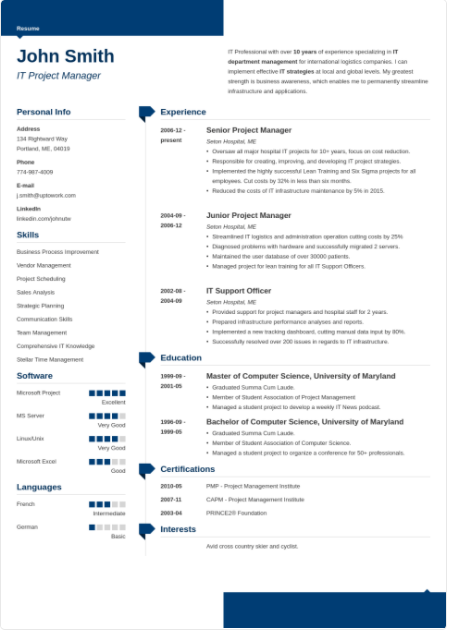 Resume
John Smith
IT Project Manager
IT Professional with over 10 years of experience specializing in IT
department management for international logistics companies. I can
implement effective IT strategies at local and global levels. My greatest
strength is business awareness, which enables me to permanently streamline
infrastructure and applications.
Personal Info
Address
134 Rightward Way
Portland, ME, 04019
Phone
774-987-4009
E-mail
j.smith@uptowork.com
LinkedIn
linkedin.com/johnutw
Skills
Business Process Improvement
Vendor Management
Project Scheduling
Sales Analysis
Strategic Planning
Communication Skills
Team Management
Comprehensive IT Knowledge
Stellar Time Management
Software
Microsoft Project
Excellent
MS Server
Very Good
Linux/Unix
Very Good
Microsoft Excel
Good
Languages
French
Intermediate
German
Basic
Experience
2006-12 -
present
Senior Project Manager
Seton Hospital, ME
• Oversaw all major hospital IT projects for 10+ years, focus on cost reduction.
• Responsible for creating, improving, and developing IT project strategies.
• Implemented the highly successful Lean Training and Six Sigma projects for all
employees. Cut costs by 32% in less than six months.
• Reduced the costs of IT infrastructure maintenance by 5% in 2015.
2004-09 -
2006-12
Junior Project Manager
Seton Hospital, ME
• Streamlined IT logistics and administration operation cutting costs by 25%
• Diagnosed problems with hardware and successfully migrated 2 servers.
• Maintained the user database of over 30000 patients.
• Managed project for lean training for all IT Support Officers.
2002-08 -
2004-09
IT Support Officer
Seton Hospital, ME
• Provided support for project managers and hospital staff for 2 years.
• Prepared infrastructure performance analyses and reports.
• Implemented a new tracking dashboard, cutting manual data input by 80%.
• Successfully resolved over 200 issues in regards to IT infrastructure.
Education
1999-09 -
2001-05
Master of Computer Science, University of Maryland
• Graduated Summa Cum Laude.
• Member of Student Association of Project Management
• Managed a student project to develop a weekly IT News podcast.
1996-09 -
1999-05
Bachelor of Computer Science, University of Maryland
• Graduated Summa Cum Laude.
• Member of Student Association of Computer Science.
• Managed a student project to organize a conference for 50+ professionals.
Certifications
2010-05
PMP - Project Management Institute
2007-11
CAPM - Project Management Institute
2003-04
PRINCE2® Foundation
Interests
Avid cross country skier and cyclist.